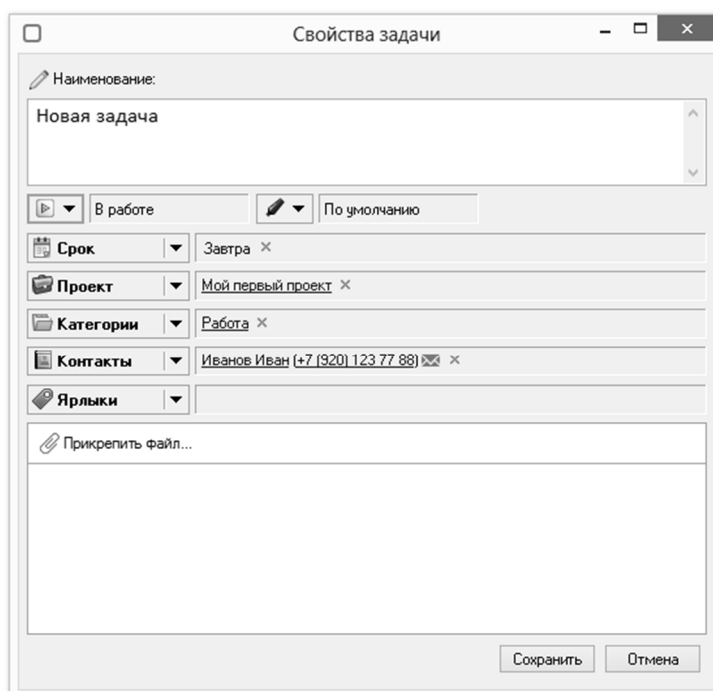 Свойства задачи
Наименование:
Новая задача
В работе По умолчанию
Срок Завтра
Проект Мой первый проект
Категории Работа
Контакты Иванов Иван (+7 (920) 123 77 88)
Ярлыки
Прикрепить файл...
Сохранить Отмена